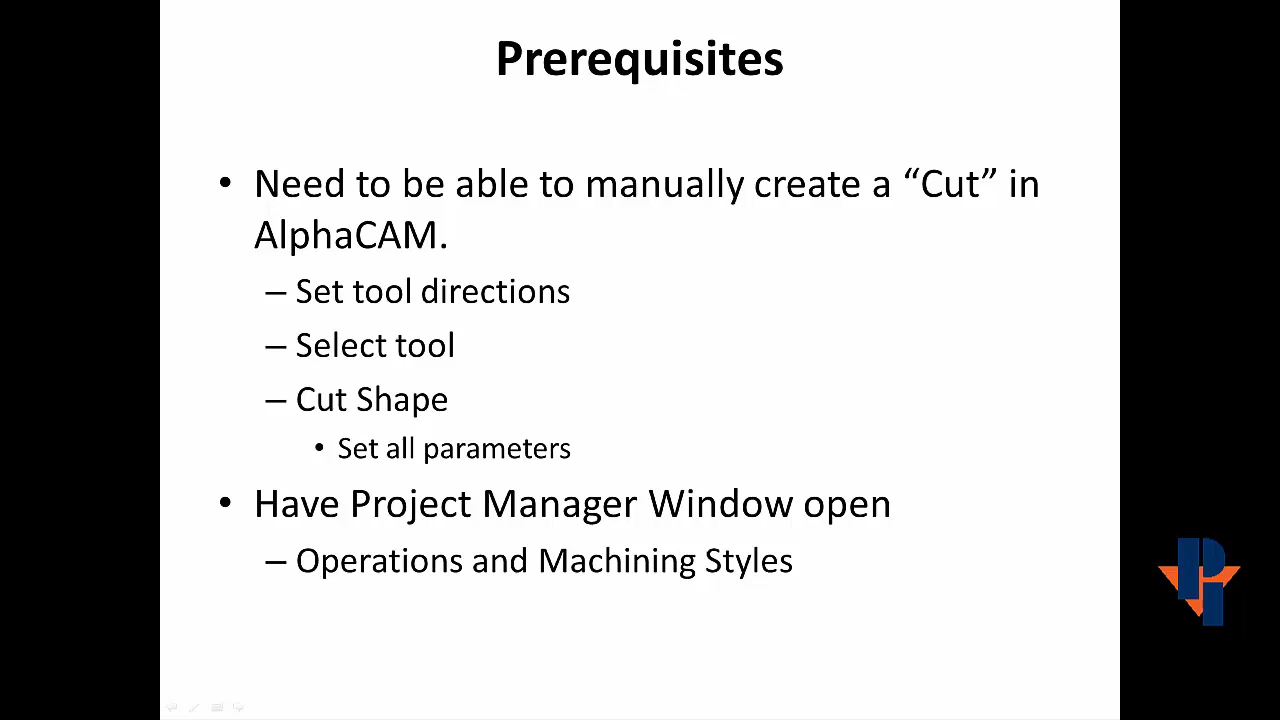 Prerequisites
• Need to be able to manually create a “Cut” in
AlphaCAM.
– Set tool directions
– Select tool
– Cut Shape
• Set all parameters
• Have Project Manager Window open
– Operations and Machining Styles